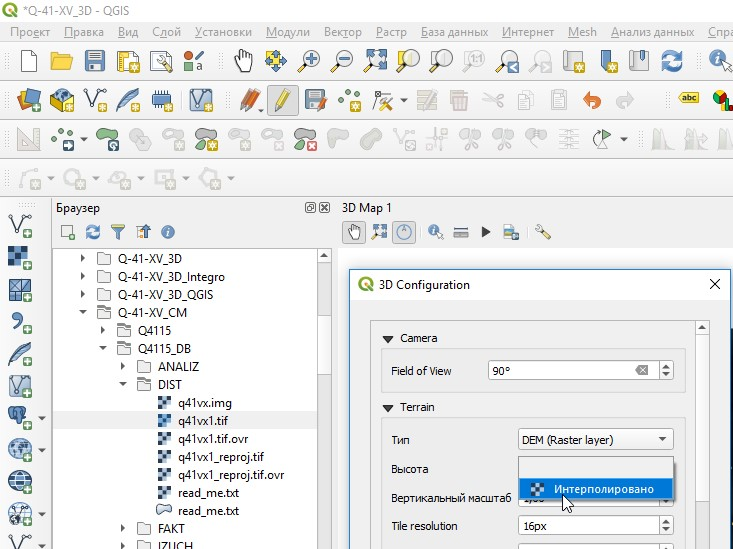 *Q-41-XV_3D - QGIS
Проект Правка Вид Слой Установки Модули Вектор Растр База данных Интернет Mesh Анализ данных
abc
Браузер
Q-41-XV_3D
Q-41-XV_3D_Integro
Q-41-XV_3D_QGIS
Q-41-XV_CM
Q4115
Q4115_DB
ANALIZ
DIST
q41vx.img
q41vx1.tif
q41vx1.tif.ovr
q41vx1_reproj.tif
q41vx1_reproj.tif.ovr
read_me.txt
read_me.txt
FAKT
IZUCH
3D Map 1
3D Configuration
Camera
Field of View 90°
Terrain
Тип DEM (Raster layer)
Высота
Интерполировано
Вертикальный масштаб
Tile resolution 16px